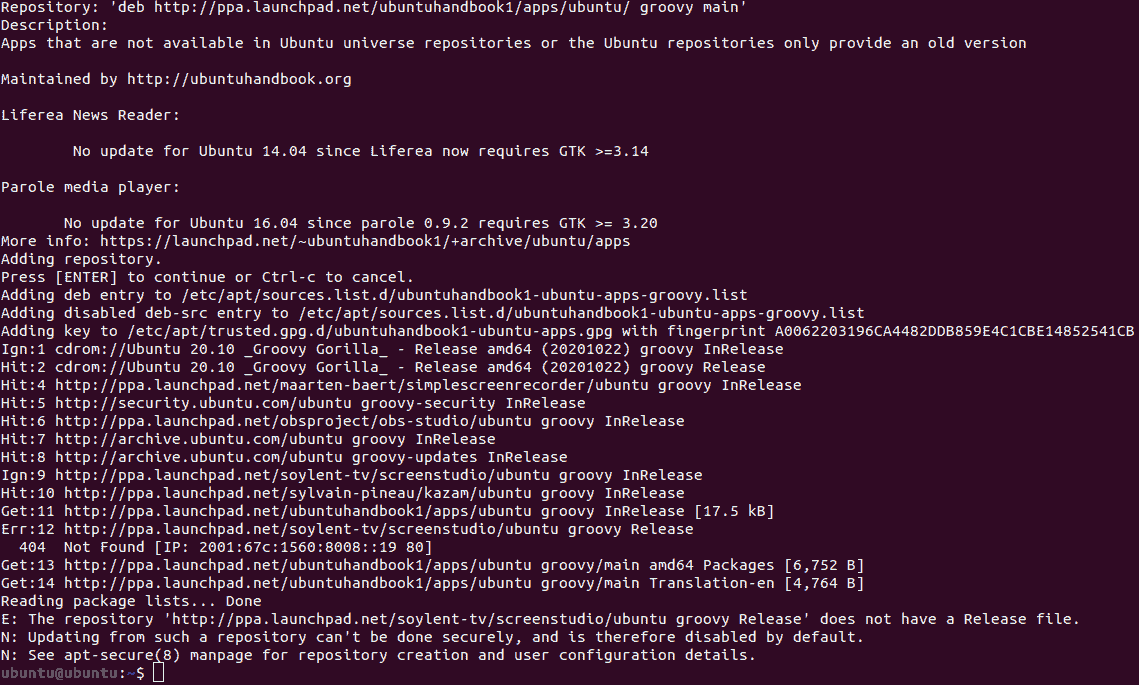 Repository: 'deb http://ppa.launchpad.net/ubuntuhandbook1/apps/ubuntu/ groovy main'
Description:
Apps that are not available in Ubuntu universe repositories or the Ubuntu repositories only provide an old version
Maintained by http://ubuntuhandbook.org
Liferea News Reader:
No update for Ubuntu 14.04 since Liferea now requires GTK >=3.14
Parole media player:
No update for Ubuntu 16.04 since parole 0.9.2 requires GTK >= 3.20
More info: https://launchpad.net/~ubuntuhandbook1/+archive/ubuntu/apps
Adding repository.
Press [ENTER] to continue or Ctrl-c to cancel.
Adding deb entry to /etc/apt/sources.list.d/ubuntuhandbook1-ubuntu-apps-groovy.list
Adding disabled deb-src entry to /etc/apt/sources.list.d/ubuntuhandbook1-ubuntu-apps-groovy.list
Adding key to /etc/apt/trusted.gpg.d/ubuntuhandbook1-ubuntu-apps.gpg with fingerprint A0062203196CA4482DDB859E4C1CBE14852541CB
Ign:1 cdrom://Ubuntu 20.10 _Groovy Gorilla_ - Release amd64 (20201022) groovy InRelease
Hit:2 cdrom://Ubuntu 20.10 _Groovy Gorilla_ - Release amd64 (20201022) groovy Release
Hit:4 http://ppa.launchpad.net/maarten-baert/simplescreenrecorder/ubuntu groovy InRelease
Hit:5 http://security.ubuntu.com/ubuntu groovy-security InRelease
Hit:6 http://ppa.launchpad.net/obsproject/obs-studio/ubuntu groovy InRelease
Hit:7 http://archive.ubuntu.com/ubuntu groovy InRelease
Hit:8 http://archive.ubuntu.com/ubuntu groovy-updates InRelease
Ign:9 http://ppa.launchpad.net/soylent-tv/screenstudio/ubuntu groovy InRelease
Hit:10 http://ppa.launchpad.net/sylvain-pineau/kazam/ubuntu groovy InRelease
Get:11 http://ppa.launchpad.net/ubuntuhandbook1/apps/ubuntu groovy InRelease [17.5 kB]
Err:12 http://ppa.launchpad.net/soylent-tv/screenstudio/ubuntu groovy Release
404  Not Found [IP: 2001:67c:1560:8008::19 80]
Get:13 http://ppa.launchpad.net/ubuntuhandbook1/apps/ubuntu groovy/main amd64 Packages [6,752 B]
Get:14 http://ppa.launchpad.net/ubuntuhandbook1/apps/ubuntu groovy/main Translation-en [4,764 B]
Reading package lists... Done
E: The repository 'http://ppa.launchpad.net/soylent-tv/screenstudio/ubuntu groovy Release' does not have a Release file.
N: Updating from such a repository can't be done securely, and is therefore disabled by default.
N: See apt-secure(8) manpage for repository creation and user configuration details.
ubuntu@ubuntu:~$